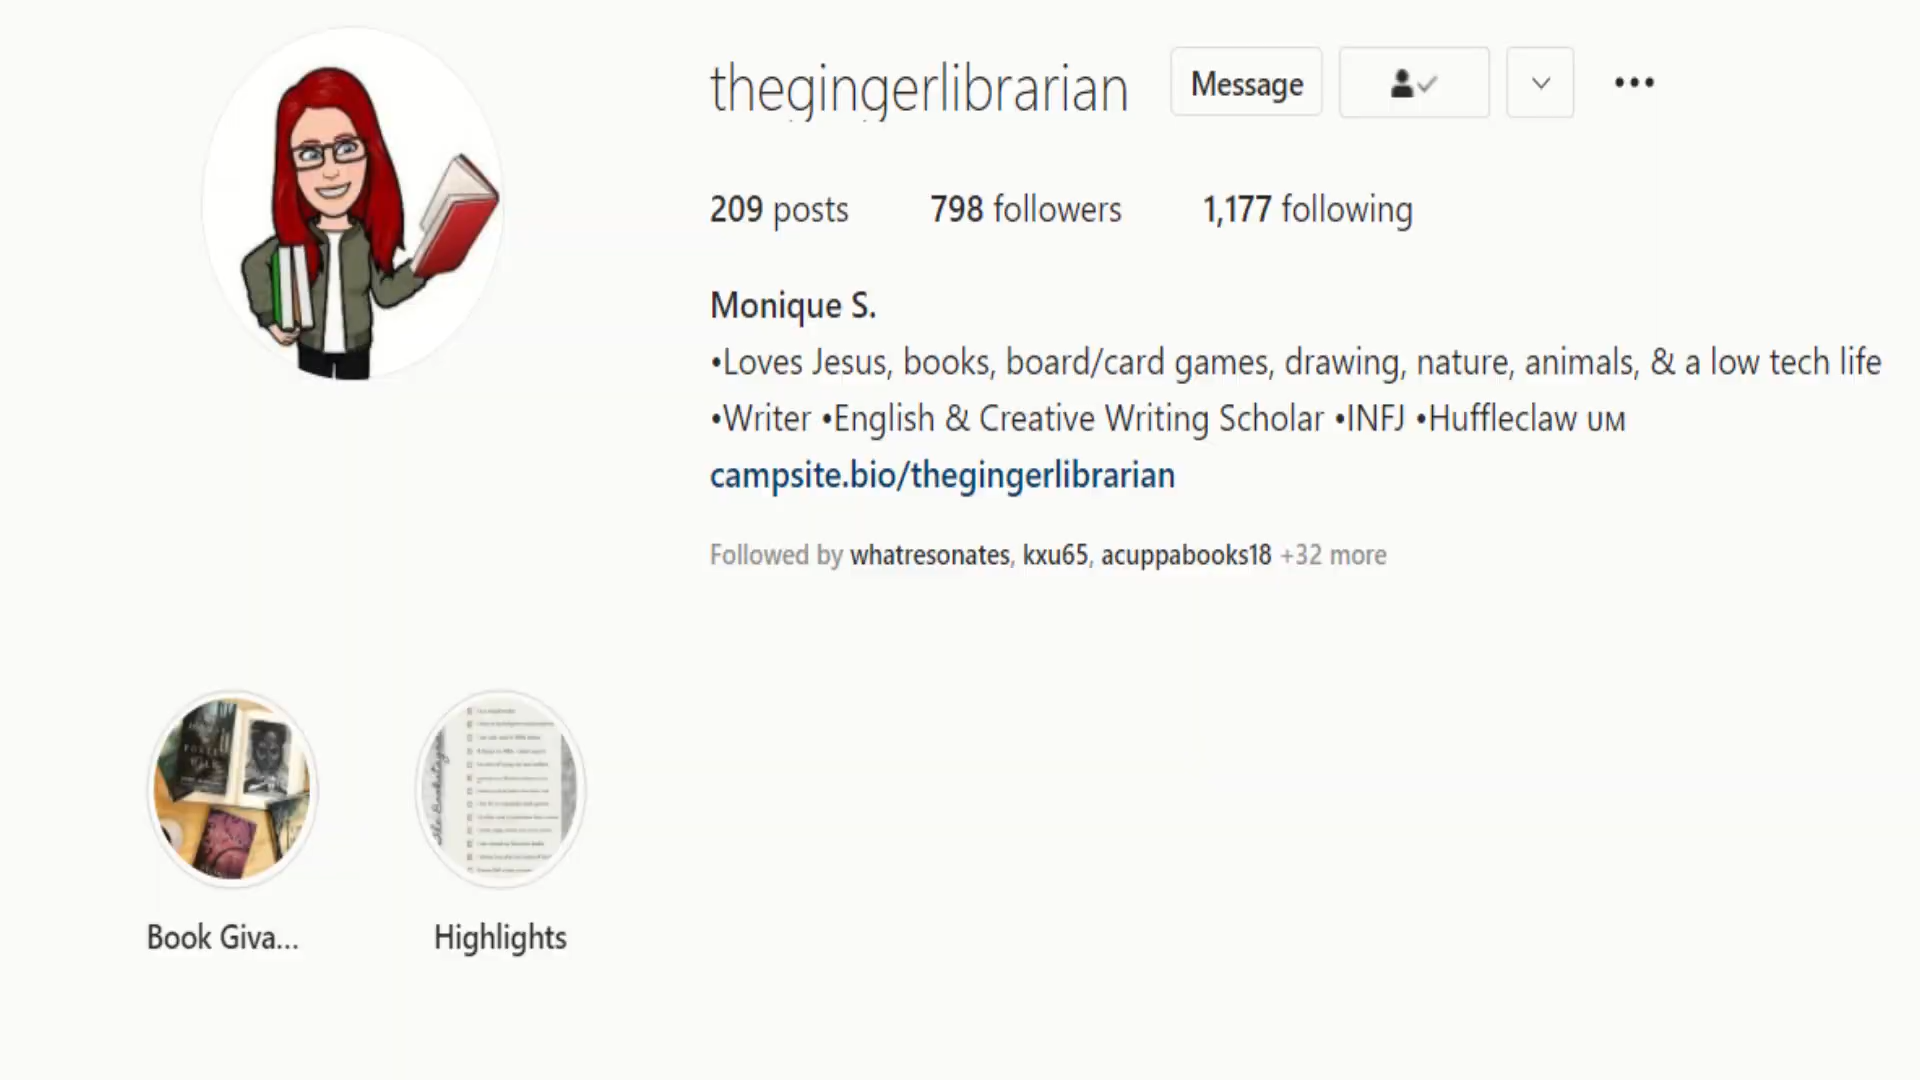 thegingerlibrarian Message
209 posts 798 followers 1,177 following
Monique S.
•Loves Jesus, books, board/card games, drawing, nature, animals, & a low tech life
•Writer •English & Creative Writing Scholar •INFJ •Huffleclaw ᴜᴍ
campsite.bio/thegingerlibrarian
Followed by whatresonates, kxu65, acuppabooks18 +32 more
Book Giva...
Highlights